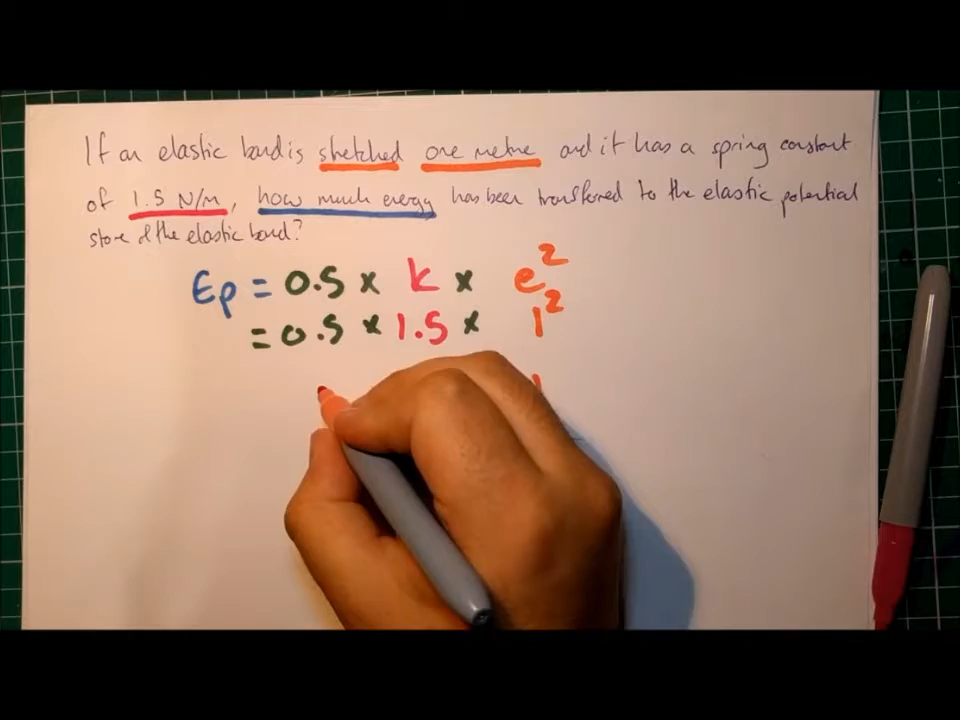 If an elastic band is stretched one metre and it has a spring constant
of 1.5 N/m, how much energy has been transferred to the elastic potential
store of the elastic band?
Ep = 0.5 x k x e²
= 0.5 x 1.5 x 1²
1